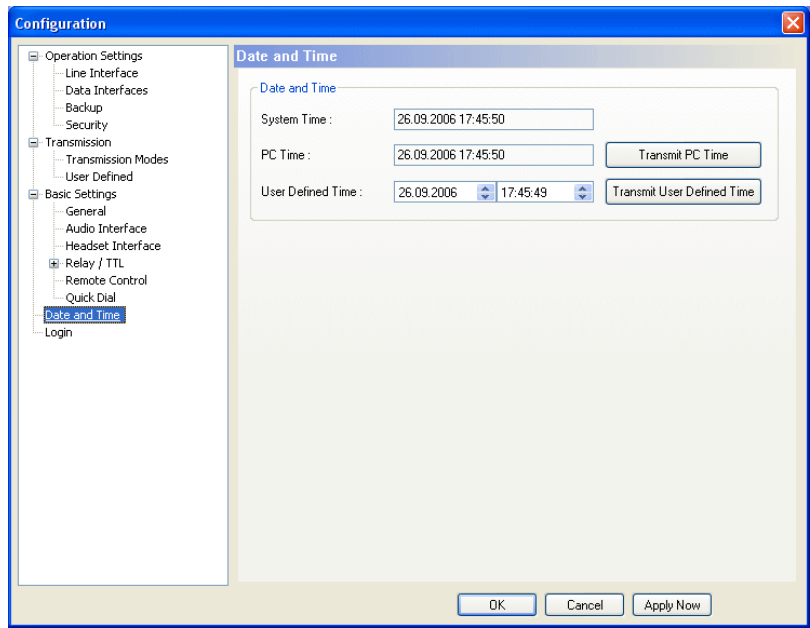 Configuration
Operation Settings
Line Interface
Data Interfaces
Backup
Security
Transmission
Transmission Modes
User Defined
Basic Settings
General
Audio Interface
Headset Interface
Relay / TTL
Remote Control
Quick Dial
Date and Time
Login
Date and Time
Date and Time
System Time : 26.09.2006 17:45:50
PC Time : 26.09.2006 17:45:50 Transmit PC Time
User Defined Time : 26.09.2006 17:45:49 Transmit User Defined Time
OK Cancel Apply Now